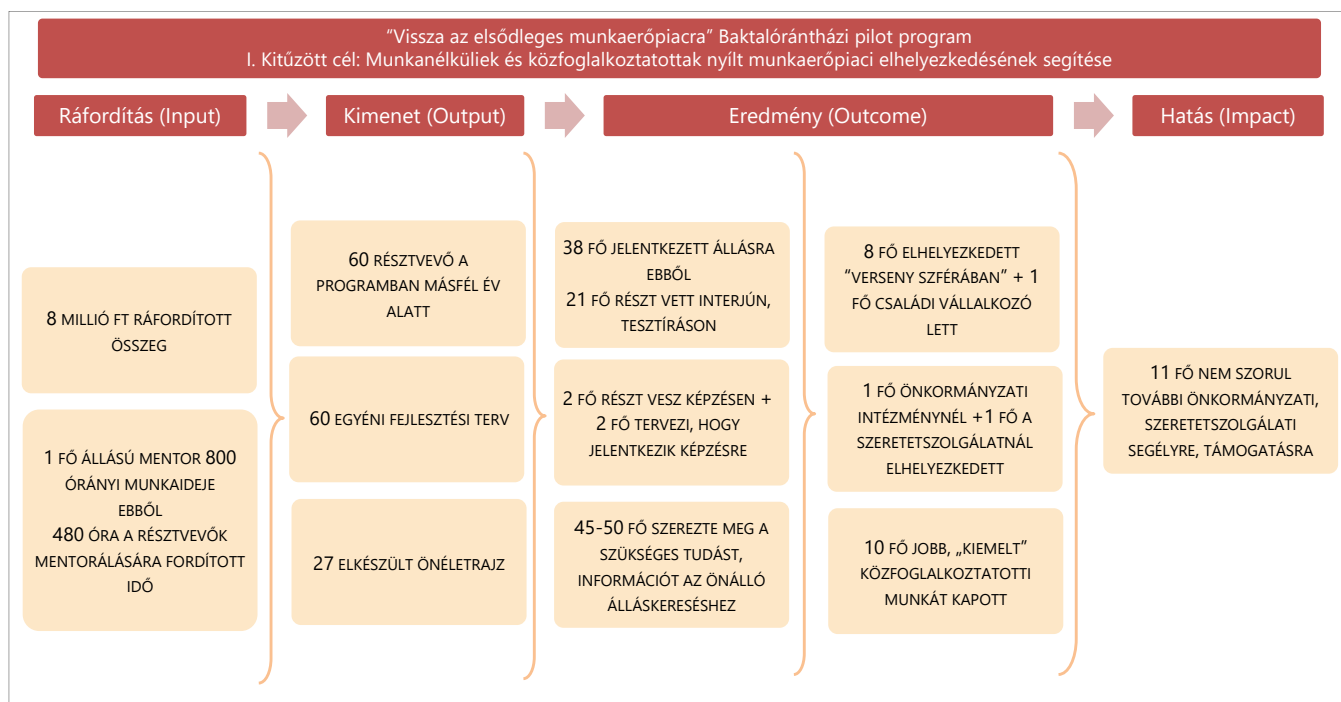 “Vissza az elsődleges munkaerőpiacra” Baktalórántházi pilot program
I. Kitűzött cél: Munkanélküliek és közfoglalkoztatottak nyílt munkaerőpiaci elhelyezkedésének segítése
Ráfordítás (Input)
Kimenet (Output)
Eredmény (Outcome)
Hatás (Impact)
8 MILLIÓ FT RÁFORDÍTOTT
ÖSSZEG
1 FŐ ÁLLÁSÚ MENTOR 800
ÓRÁNYI MUNKAIDEJE
EBBŐL
480 ÓRA A RÉSZTVEVŐK
MENTORÁLÁSÁRA FORDÍTOTT
IDŐ
60 RÉSZTVEVŐ A
PROGRAMBAN MÁSFÉL ÉV
ALATT
60 EGYÉNI FEJLESZTÉSI TERV
27 ELKÉSZÜLT ÖNÉLETRAJZ
38 FŐ JELENTKEZETT ÁLLÁSRA
EBBŐL
21 FŐ RÉSZT VETT INTERJÚN,
TESZTÍRÁSON
2 FŐ RÉSZT VESZ KÉPZÉSEN +
2 FŐ TERVEZI, HOGY
JELENTKEZIK KÉPZÉSRE
45-50 FŐ SZEREZTE MEG A
SZÜKSÉGES TUDÁST,
INFORMÁCIÓT AZ ÖNÁLLÓ
ÁLLÁSKERESÉSHEZ
8 FŐ ELHELYEZKEDETT
“VERSENY SZFÉRÁBAN” + 1
FŐ CSALÁDI VÁLLALKOZÓ
LETT
1 FŐ ÖNKORMÁNYZATI
INTÉZMÉNYNÉL +1 FŐ A
SZERETETSZOLGÁLATNÁL
ELHELYEZKEDETT
10 FŐ JOBB, „KIEMELT”
KÖZFOGLALKOZTATOTTI
MUNKÁT KAPOTT
11 FŐ NEM SZORUL
TOVÁBBI ÖNKORMÁNYZATI,
SZERETETSZOLGÁLATI
SEGÉLYRE, TÁMOGATÁSRA